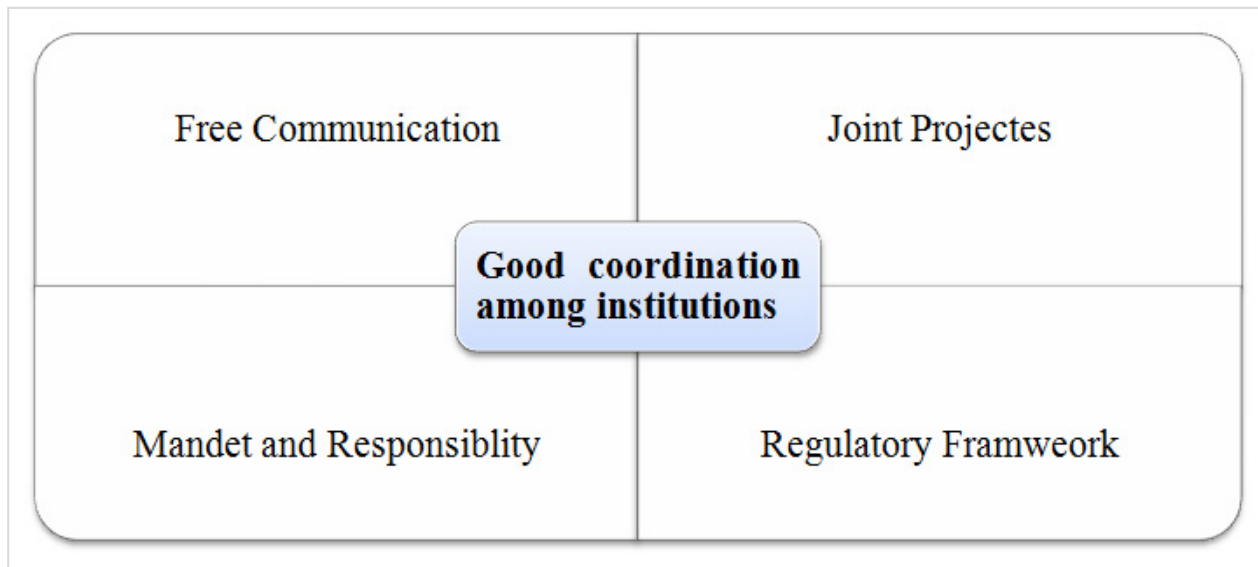 Free Communication
Joint Projectes
Good coordination
among institutions
Mandet and Responsiblity
Regulatory Framweork